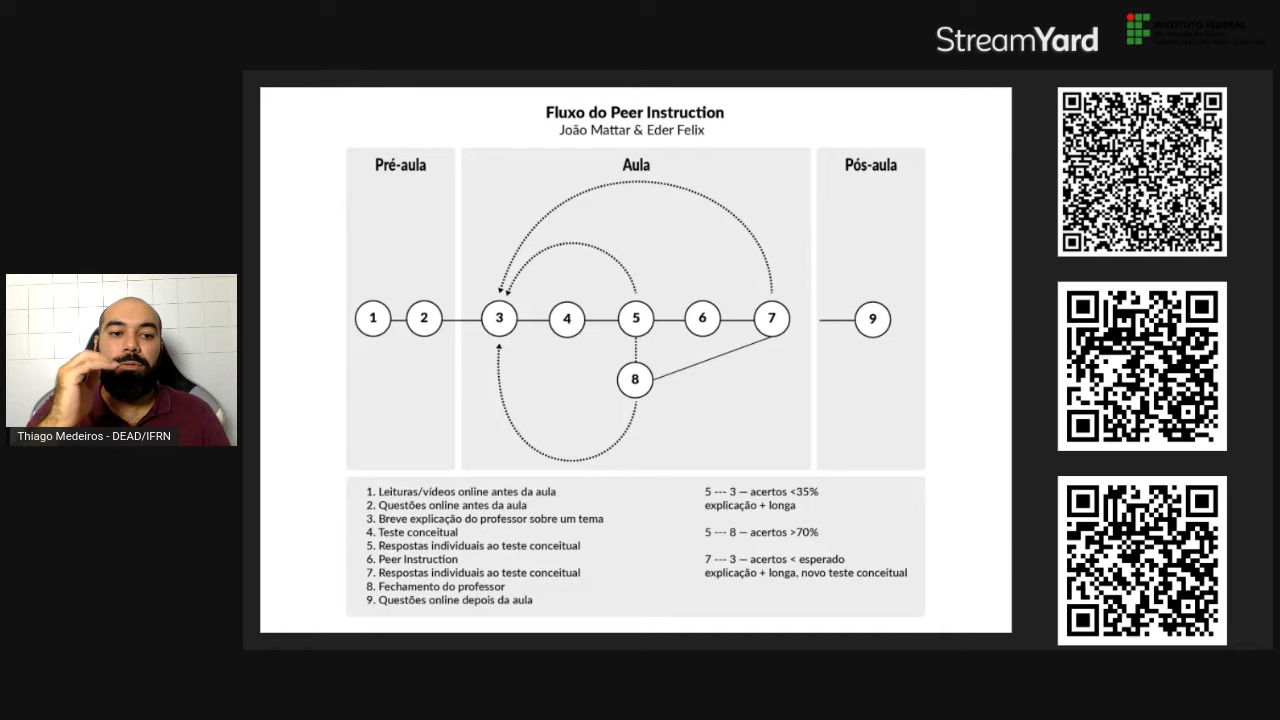 StreamYard
INSTITUTO FEDERAL
Fluxo do Peer Instruction
João Mattar & Eder Felix
Pré-aula
Aula
Pós-aula
1
2
3
4
5
6
7
9
8
Thiago Medeiros - DEAD/IFRN
1. Leituras/vídeos online antes da aula
2. Questões online antes da aula
3. Breve explicação do professor sobre um tema
4. Teste conceitual
5. Respostas individuais ao teste conceitual
6. Peer Instruction
7. Respostas individuais ao teste conceitual
8. Fechamento do professor
9. Questões online depois da aula
5 --- 3 — acertos <35%
explicação + longa
5 --- 8 — acertos >70%
7 --- 3 — acertos < esperado
explicação + longa, novo teste conceitual